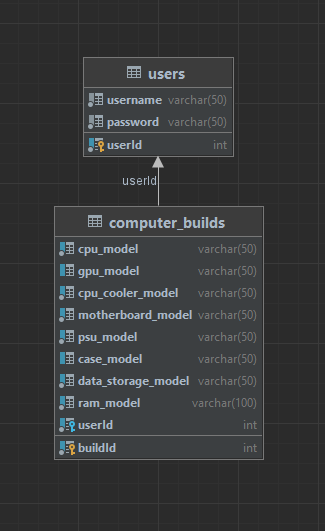 users
username varchar(50)
password varchar(50)
userId int
userId
computer_builds
cpu_model varchar(50)
gpu_model varchar(50)
cpu_cooler_model varchar(50)
motherboard_model varchar(50)
psu_model varchar(50)
case_model varchar(50)
data_storage_model varchar(50)
ram_model varchar(100)
userId int
buildId int